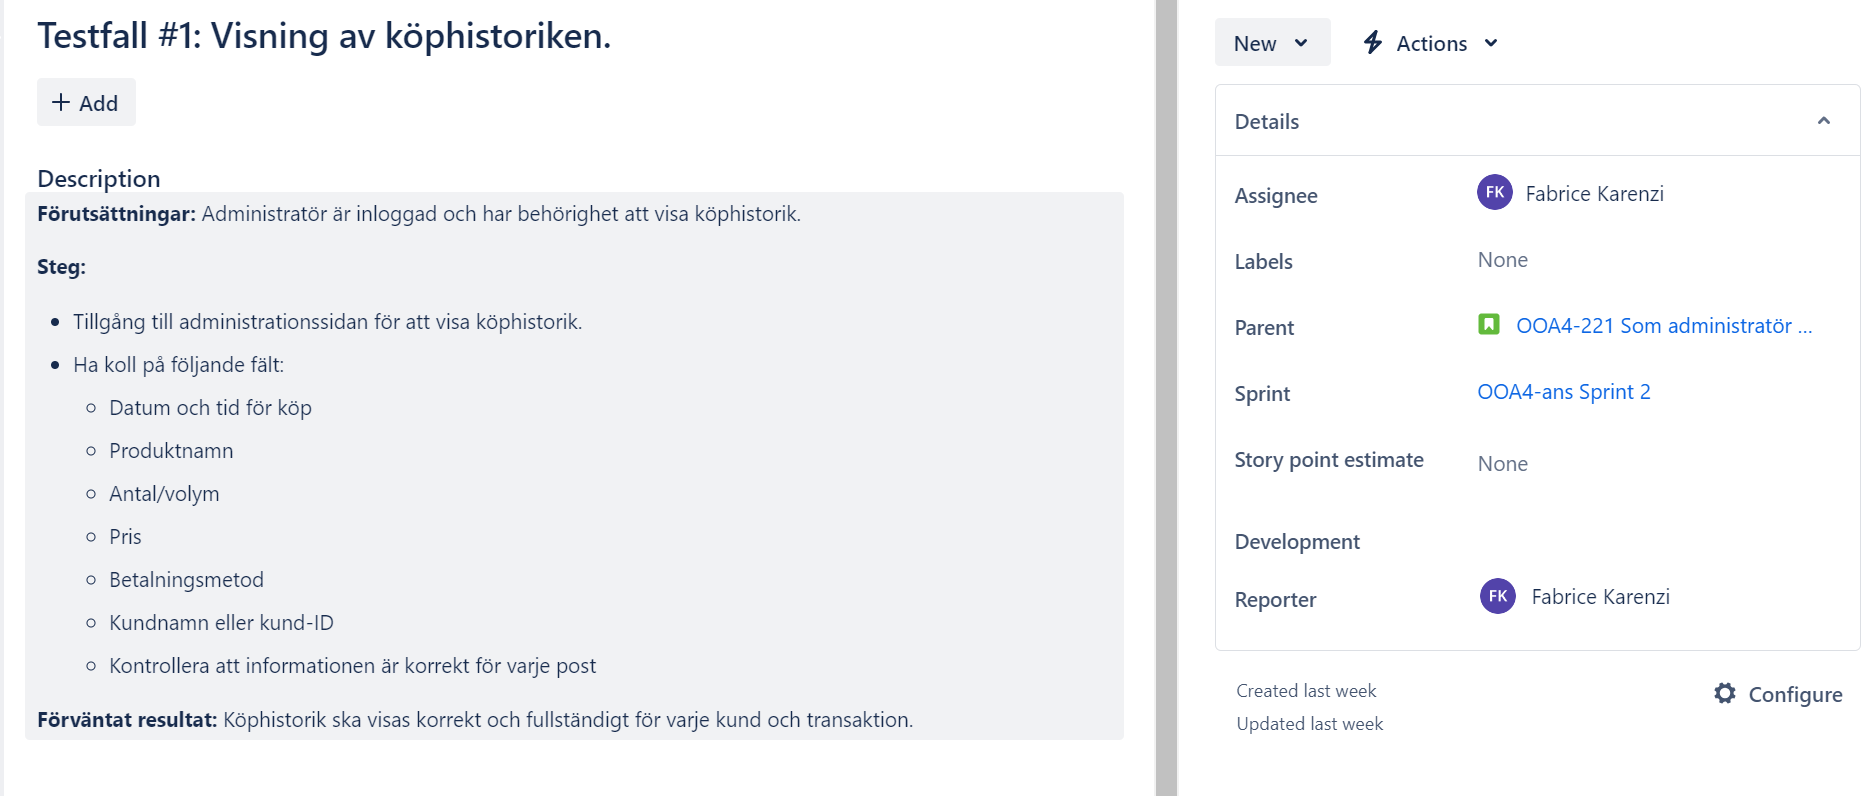 Testfall #1: Visning av köphistoriken.
Add
Description
Förutsättningar: Administratör är inloggad och har behörighet att visa köphistorik.
Steg:
Tillgång till administrationssidan för att visa köphistorik.
Ha koll på följande fält:
Datum och tid för köp
Produktnamn
Antal/volym
Pris
Betalningsmetod
Kundnamn eller kund-ID
Kontrollera att informationen är korrekt för varje post
Förväntat resultat: Köphistorik ska visas korrekt och fullständigt för varje kund och transaktion.
New
Actions
Details
Assignee
FK Fabrice Karenzi
Labels
None
Parent
OOA4-221 Som administratör ...
Sprint
OOA4-ans Sprint 2
Story point estimate
None
Development
Reporter
FK Fabrice Karenzi
Created last week
Updated last week
Configure